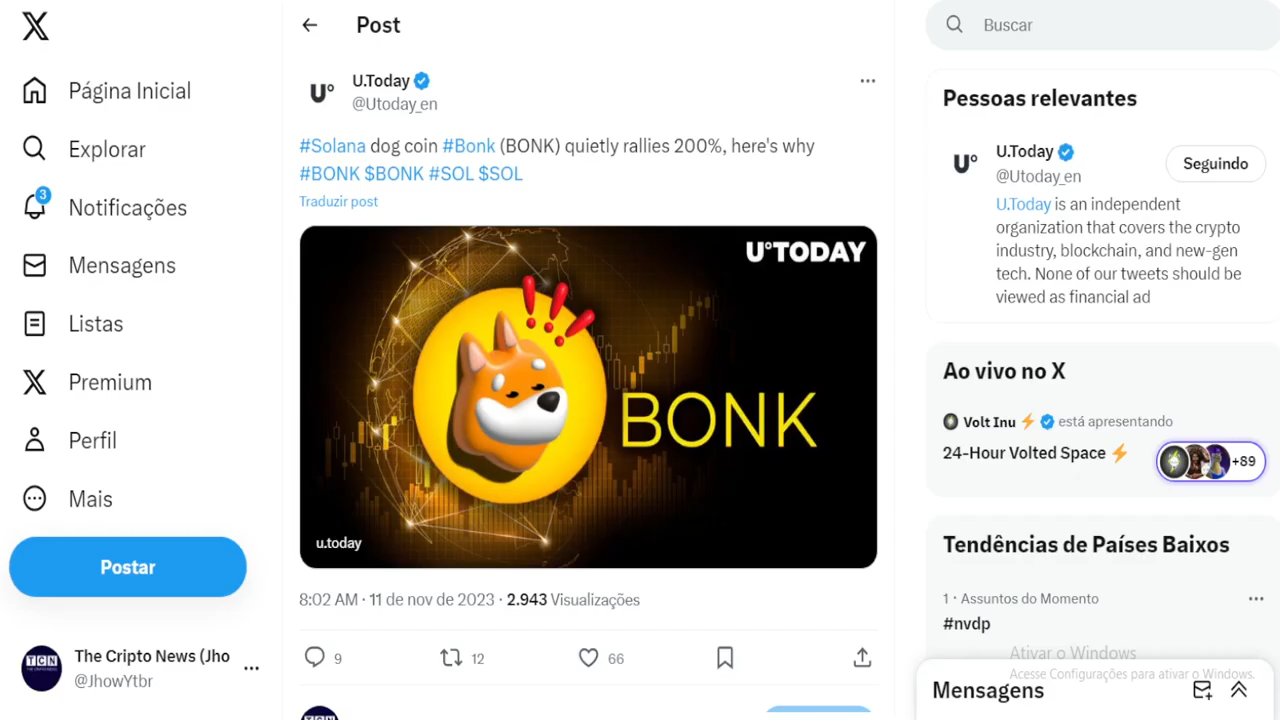 Página Inicial
Explorar
3
Notificações
Mensagens
Listas
Premium
Perfil
Mais
Postar
TCN
The Cripto News (Jho
@JhowYtbr
Post
U.Today
@Utoday_en
#Solana dog coin #Bonk (BONK) quietly rallies 200%, here's why
#BONK $BONK #SOL $SOL
Traduzir post
U°TODAY
BONK
u.today
8:02 AM · 11 de nov de 2023 · 2.943 Visualizações
9
12
66
TCN
Buscar
Pessoas relevantes
U.Today
@Utoday_en
Seguindo
U.Today is an independent
organization that covers the crypto
industry, blockchain, and new-gen
tech. None of our tweets should be
viewed as financial ad
Ao vivo no X
Volt Inu ⚡ está apresentando
24-Hour Volted Space ⚡
+89
Tendências de Países Baixos
1 · Assuntos do Momento
#nvdp
Ativar o Windows
Acesse Configurações para ativar o Windows.
Mensagens